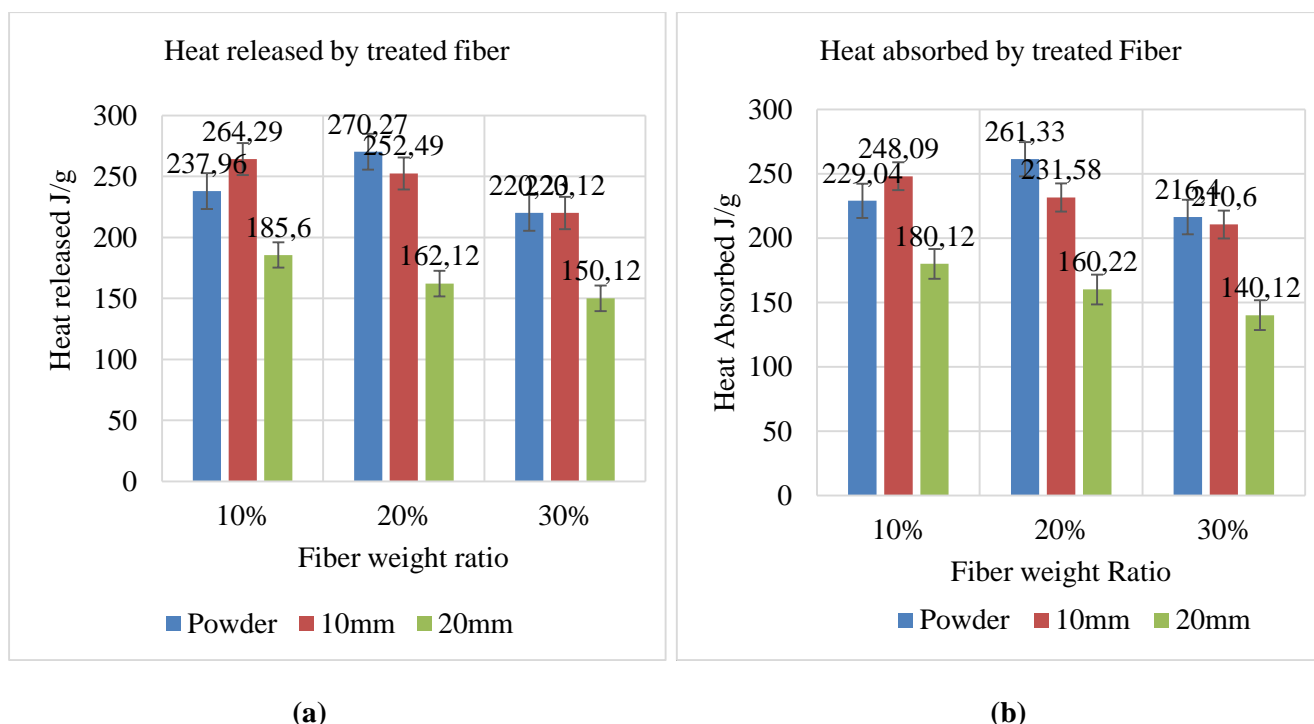 Heat released by treated fiber
Heat released J/g
300
250
200
150
100
50
0
237,96
264,29
185,6
270,27
252,49
162,12
220,23
220,12
150,12
10%
20%
30%
Fiber weight ratio
Powder
10mm
20mm
(a)
Heat absorbed by treated Fiber
Heat Absorbed J/g
300
250
200
150
100
50
0
229,04
248,09
180,12
261,33
231,58
160,22
216,4
210,6
140,12
10%
20%
30%
Fiber weight Ratio
Powder
10mm
20mm
(b)